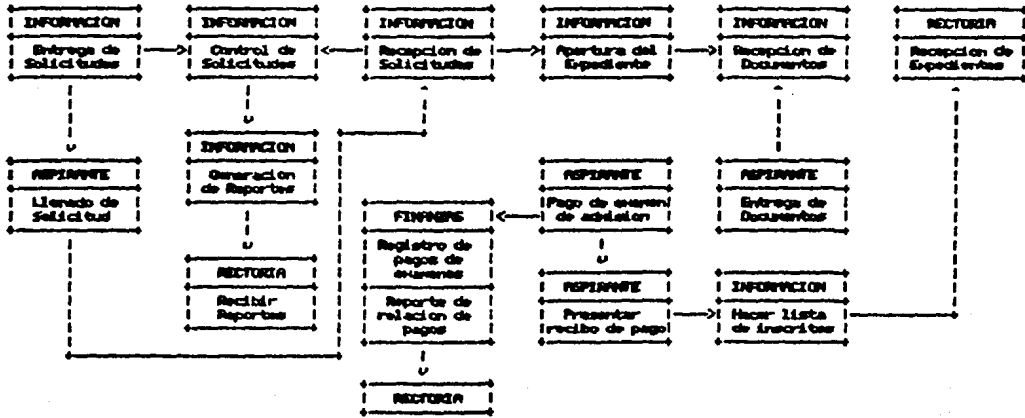 INFORMACION
Entrega de
Solicitudes
INFORMACION
Control de
Solicitudes
INFORMACION
Recepcion de
Solicitudes
INFORMACION
Apertura del
Expediente
INFORMACION
Recepcion de
Documentos
RECTORIA
Recepcion de
Expedientes
ASPIRANTE
Llenado de
Solicitud
INFORMACION
Generacion
de Reportes
RECTORIA
Recibir
Reportes
FINANZAS
Registro de
pagos de
examenes
Reporte de
relacion de
pagos
RECTORIA
ASPIRANTE
Pago de examen
de admision
ASPIRANTE
Presentar
recibo de pago
ASPIRANTE
Entrega de
Documentos
INFORMACION
Hacer lista
de inscritos